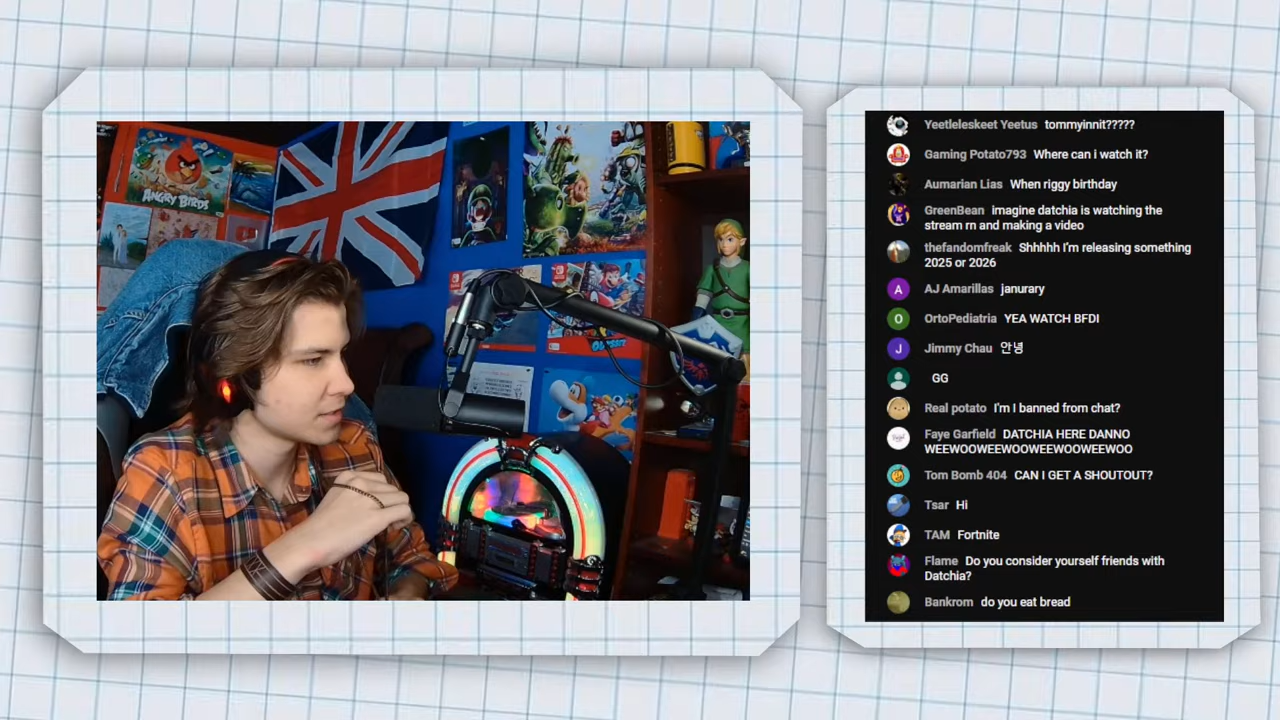 ANGRY BIRDS
Yeetleleskeet Yeetus tommyinnit?????
Gaming Potato793 Where can i watch it?
Aumarian Lias When riggy birthday
GreenBean imagine datchia is watching the
stream rn and making a video
thefandomfreak Shhhhh I'm releasing something
2025 or 2026
AJ Amarillas janurary
OrtoPediatria YEA WATCH BFDI
Jimmy Chau 안녕
GG
Real potato I'm I banned from chat?
Faye Garfield DATCHIA HERE DANNO
WEEWOOWEEWOOWEEWOOWEEWOO
Tom Bomb 404 CAN I GET A SHOUTOUT?
Tsar Hi
TAM Fortnite
Flame Do you consider yourself friends with
Datchia?
Bankrom do you eat bread
A
O
J